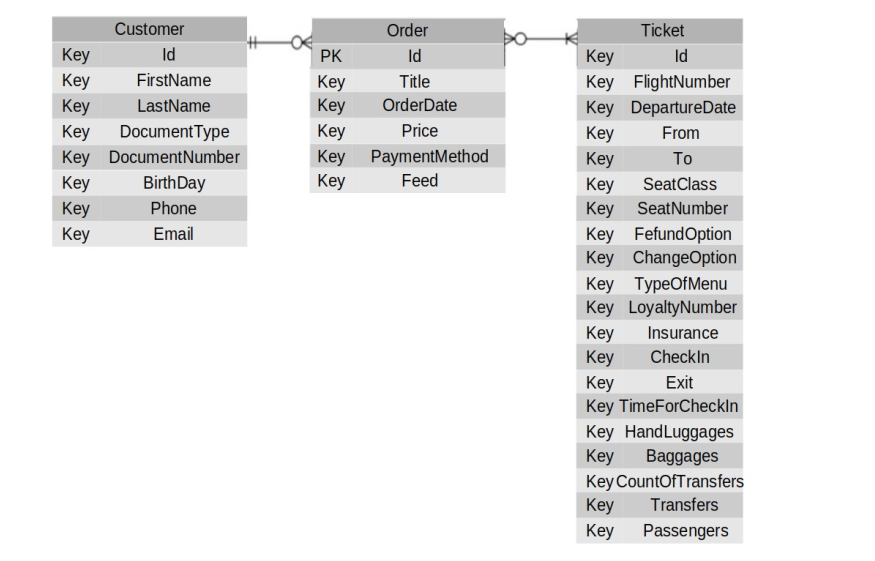 Customer
Key Id
Key FirstName
Key LastName
Key DocumentType
Key DocumentNumber
Key BirthDay
Key Phone
Key Email
Order
PK Id
Key Title
Key OrderDate
Key Price
Key PaymentMethod
Key Feed
Ticket
Key Id
Key FlightNumber
Key DepartureDate
Key From
Key To
Key SeatClass
Key SeatNumber
Key FefundOption
Key ChangeOption
Key TypeOfMenu
Key LoyaltyNumber
Key Insurance
Key CheckIn
Key Exit
Key TimeForCheckIn
Key HandLuggages
Key Baggages
Key CountOfTransfers
Key Transfers
Key Passengers